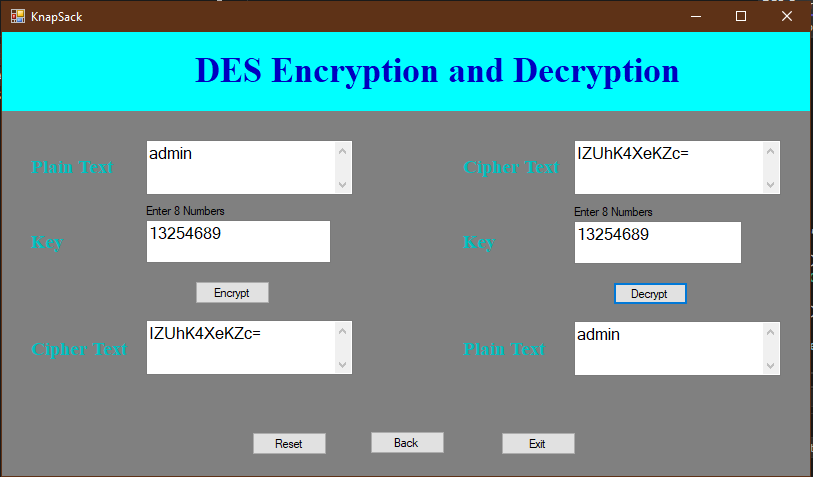 KnapSack
DES Encryption and Decryption
Plain Text
admin
Cipher Text
IZUhK4XeKZc=
Enter 8 Numbers
Enter 8 Numbers
Key
13254689
Key
13254689
Encrypt
Decrypt
Cipher Text
IZUhK4XeKZc=
Plain Text
admin
Reset
Back
Exit